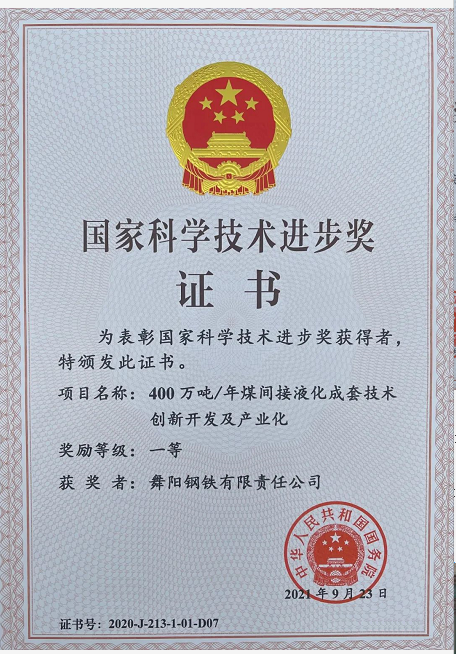 国家科学技术进步奖
证书
为表彰国家科学技术进步奖获得者，
特颁发此证书。
项目名称：400万吨/年煤间接液化成套技术
创新开发及产业化
奖励等级：一等
获奖者：舞阳钢铁有限责任公司
中华人民共和国国务院
2021年9月23日
证书号：2020-J-213-1-01-D07